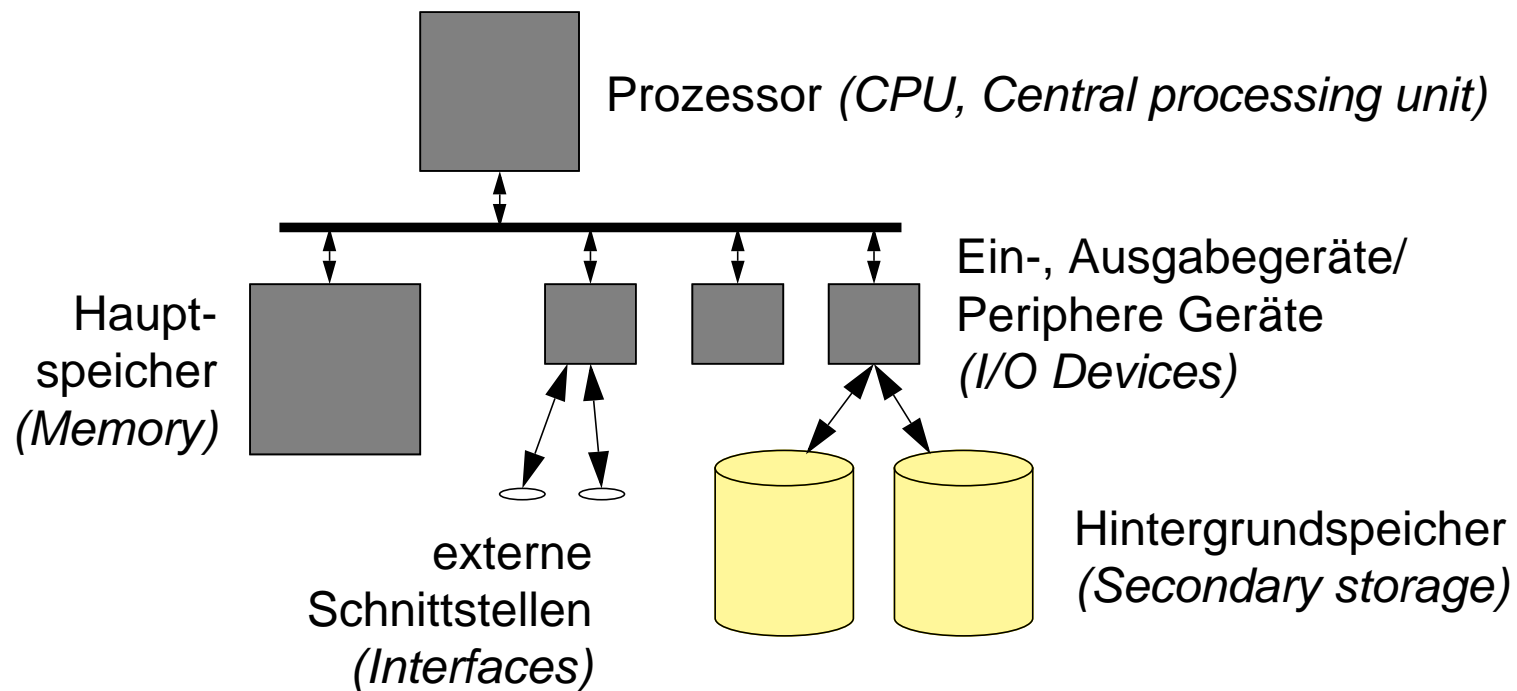 Prozessor (CPU, Central processing unit)
Ein-, Ausgabegeräte/
Periphere Geräte
(I/O Devices)
Haupt-
speicher
(Memory)
externe
Schnittstellen
(Interfaces)
Hintergrundspeicher
(Secondary storage)